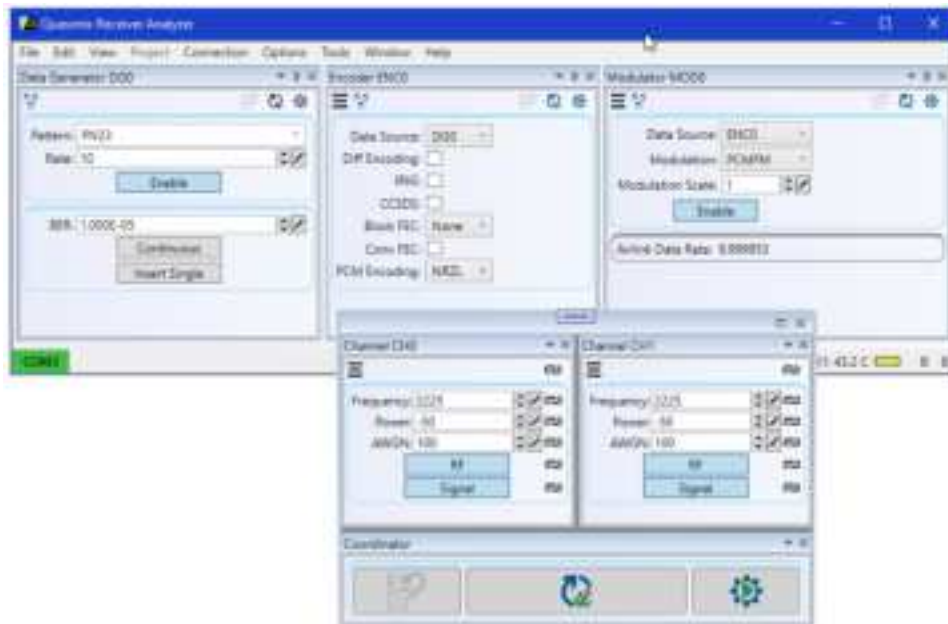 Quasonix Receiver Analyzer
File Edit View Project Connection Options Tools Window Help
Data Generator DG0
Pattern: PN23
Rate: 10
Enable
BER: 1.000E-05
Continuous
Insert Single
Encoder ENC0
Data Source: DG0
Diff Encoding:
IRIG:
CCSDS:
Block FEC: None
Conv FEC:
PCM Encoding: NRZL
Modulator MOD0
Data Source: ENC0
Modulation: PCMFM
Modulation Scale: 1
Enable
Airlink Data Rate:
Channel CH0
Frequency: 2225
Power: -50
AWGN: 100
RF
Signal
Channel CH1
Frequency: 2225
Power: -50
AWGN: 100
RF
Signal
43.2 C
Coordinator